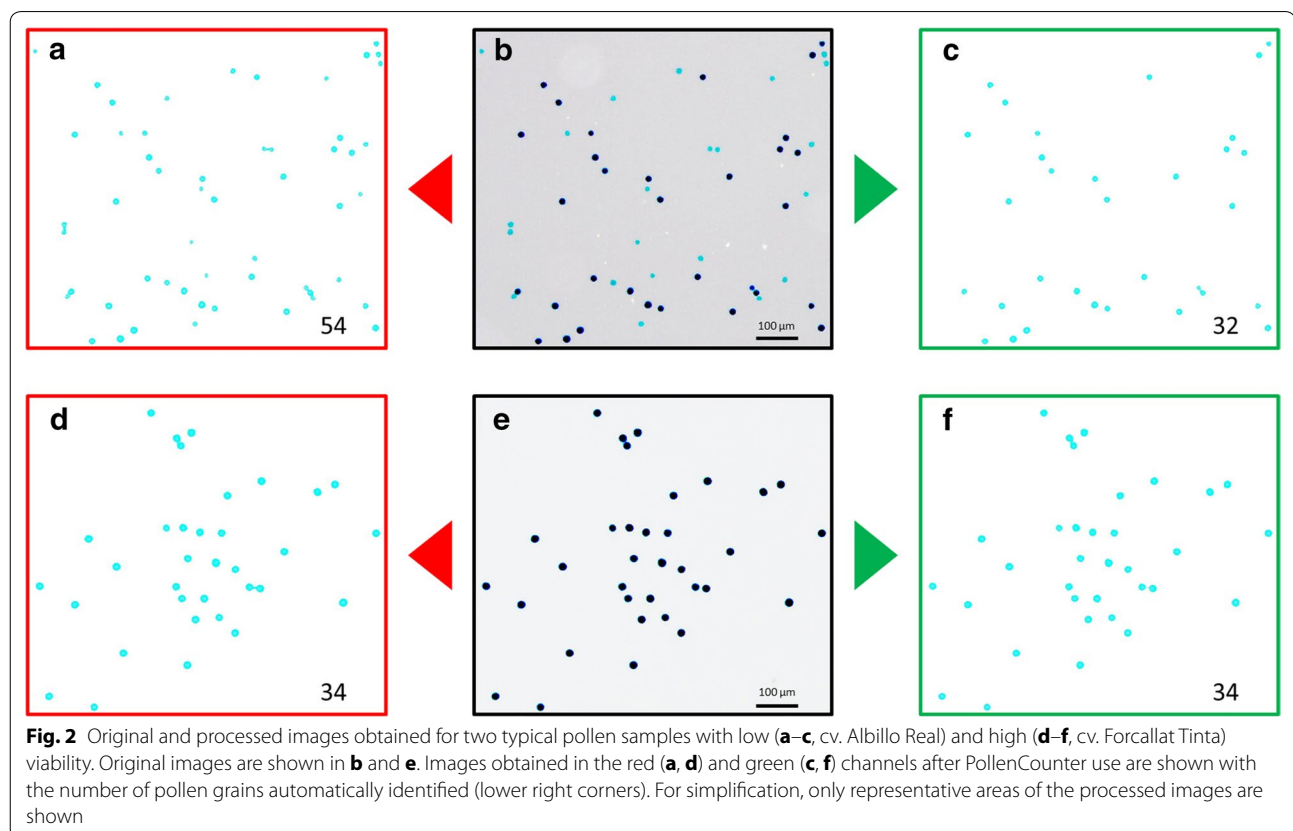 a
b
c
54
100 µm
32
d
e
f
34
100 µm
34
Fig. 2 Original and processed images obtained for two typical pollen samples with low (a–c, cv. Albillo Real) and high (d–f, cv. Forcallat Tinta)
viability. Original images are shown in b and e. Images obtained in the red (a, d) and green (c, f) channels after PollenCounter use are shown with
the number of pollen grains automatically identified (lower right corners). For simplification, only representative areas of the processed images are
shown